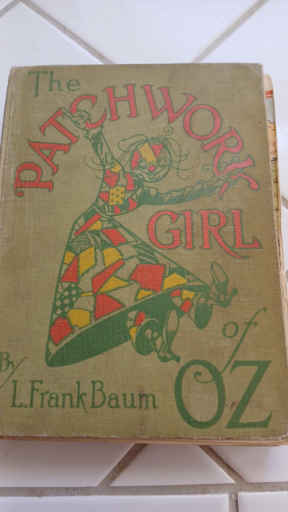 The
PATCHWORK
GIRL
of
OZ
By
L. Frank Baum